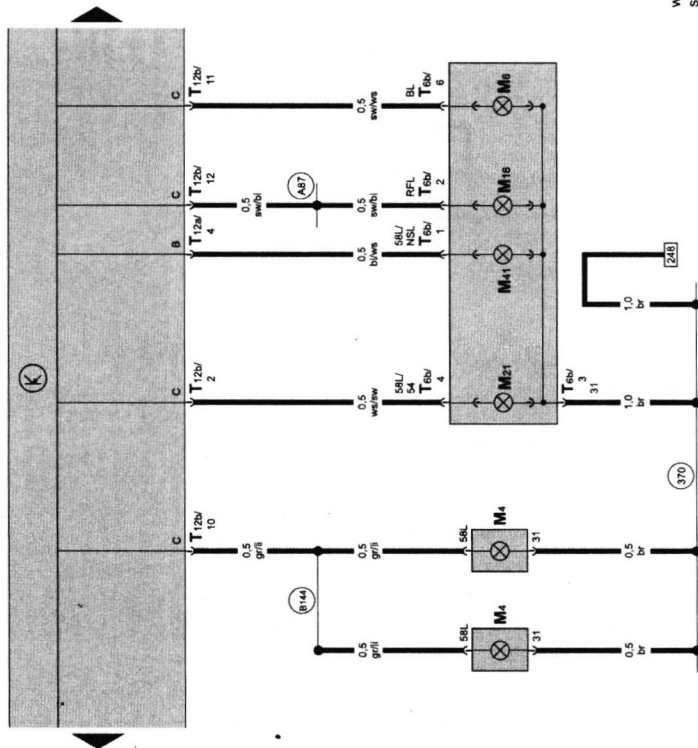 W
S
K
C
T12b/
11
0,5
sw/ws
BL
T6b/
6
M6
C
T12b/
12
0,5
sw/bl
A87
0,5
sw/bl
RFL
T6b/
2
M16
B
T12a/
4
0,5
bl/ws
58L/
NSL
T6b/
1
M41
C
T12b/
2
0,5
ws/sw
58L/
54
T6b/
4
M21
T6b/
3
31
1,0
br
248
1,0
br
370
C
T12b/
10
0,5
gr/li
B144
0,5
gr/li
58L
M4
31
0,5
br
0,5
gr/li
58L
M4
31
0,5
br